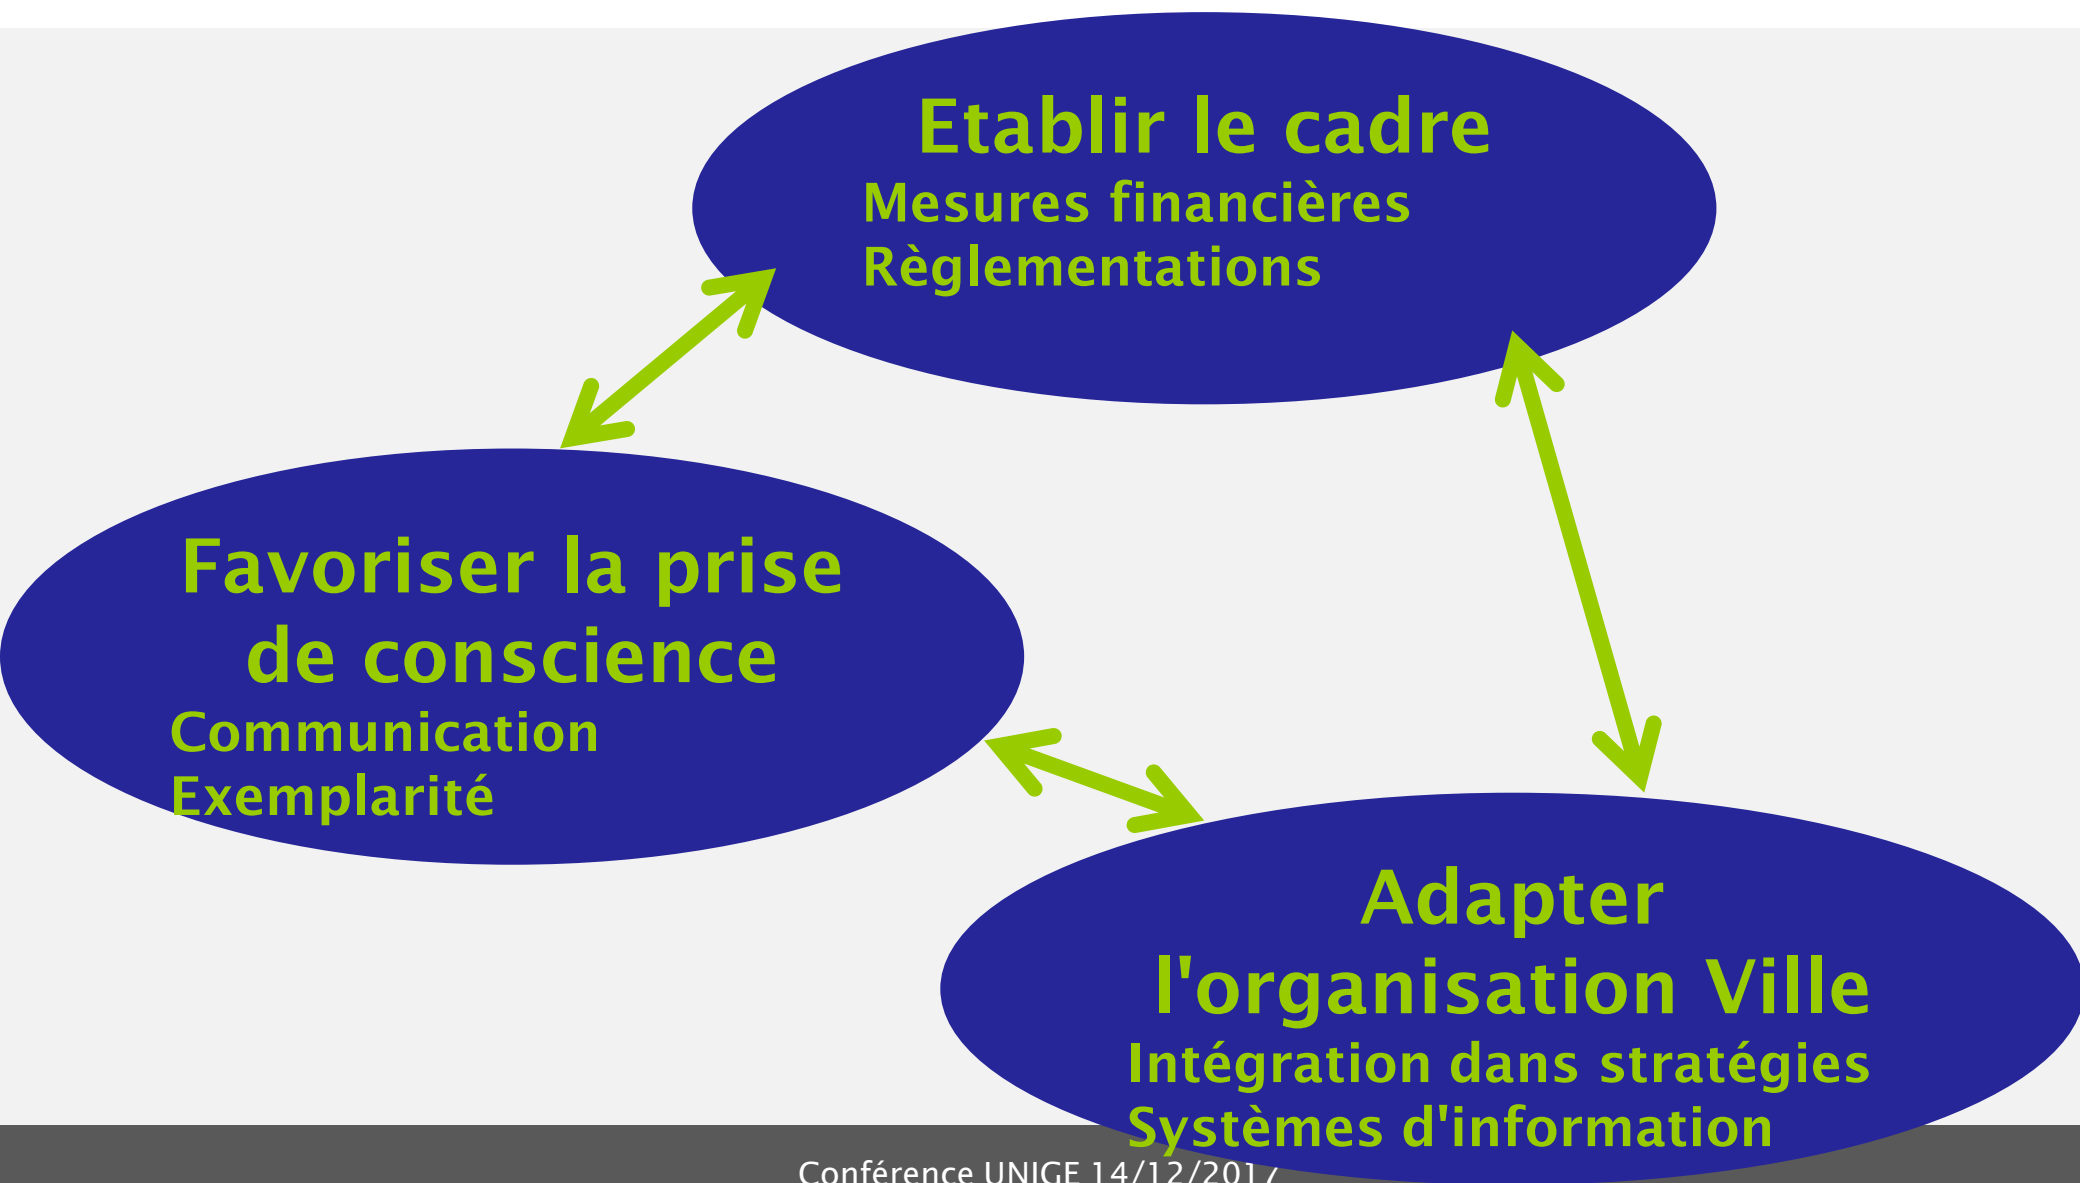 Etablir le cadre
Mesures financières
Règlementations
Favoriser la prise
de conscience
Communication
Exemplarité
Adapter
l'organisation Ville
Intégration dans stratégies
Systèmes d'information
Conférence UNIGE 14/12/2017